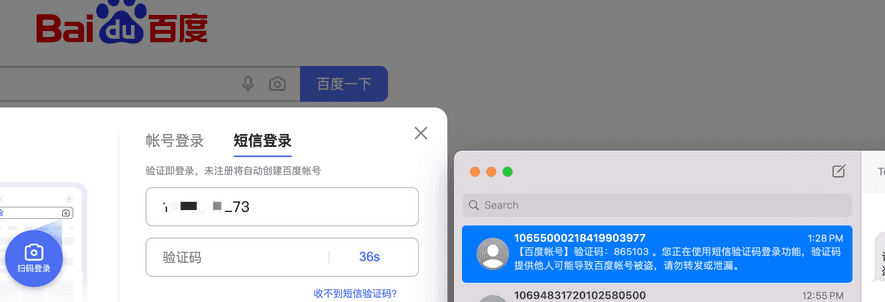 Bai du 百度
百度一下
帐号登录 短信登录
验证即登录，未注册将自动创建百度帐号
_73
验证码 36s
收不到短信验证码?
扫码登录
Search
10655000218419903977 1:28 PM
【百度帐号】验证码：865103 。您正在使用短信验证码登录功能，验证码
提供他人可能导致百度帐号被盗，请勿转发或泄漏。
10694831720102580500 12:55 PM